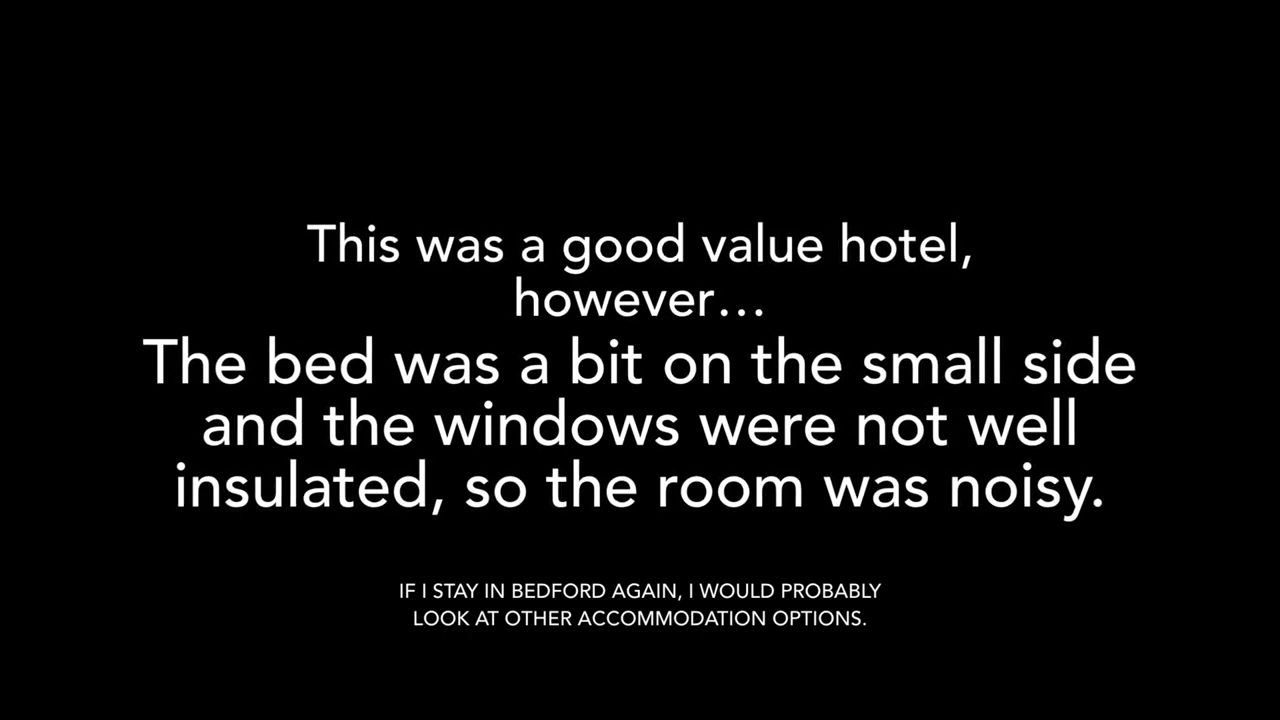 This was a good value hotel,
however…
The bed was a bit on the small side
and the windows were not well
insulated, so the room was noisy.
IF I STAY IN BEDFORD AGAIN, I WOULD PROBABLY
LOOK AT OTHER ACCOMMODATION OPTIONS.